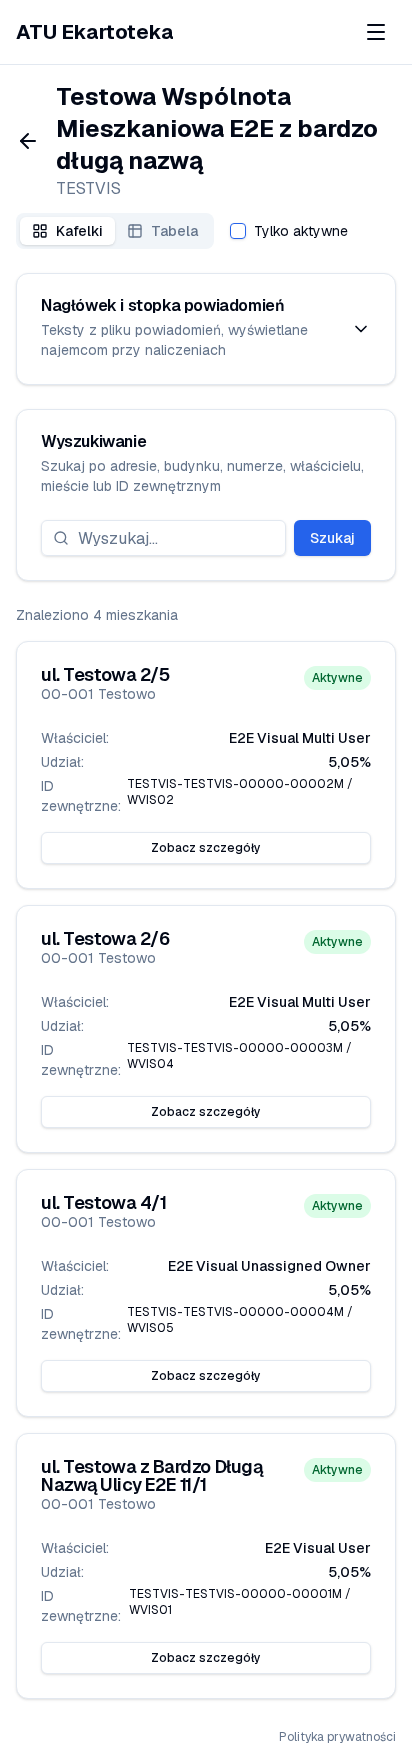 ATU Ekartoteka
Testowa Wspólnota
Mieszkaniowa E2E z bardzo
długą nazwą
TESTVIS
Kafelki Tabela Tylko aktywne
Nagłówek i stopka powiadomień
Teksty z pliku powiadomień, wyświetlane
najemcom przy naliczeniach
Wyszukiwanie
Szukaj po adresie, budynku, numerze, właścicielu,
mieście lub ID zewnętrznym
Wyszukaj... Szukaj
Znaleziono 4 mieszkania
ul. Testowa 2/5 Aktywne
00-001 Testowo
Właściciel: E2E Visual Multi User
Udział: 5,05%
ID zewnętrzne: TESTVIS-TESTVIS-00000-00002M /
WVIS02
Zobacz szczegóły
ul. Testowa 2/6 Aktywne
00-001 Testowo
Właściciel: E2E Visual Multi User
Udział: 5,05%
ID zewnętrzne: TESTVIS-TESTVIS-00000-00003M /
WVIS04
Zobacz szczegóły
ul. Testowa 4/1 Aktywne
00-001 Testowo
Właściciel: E2E Visual Unassigned Owner
Udział: 5,05%
ID zewnętrzne: TESTVIS-TESTVIS-00000-00004M /
WVIS05
Zobacz szczegóły
ul. Testowa z Bardzo Długą Aktywne
Nazwą Ulicy E2E 11/1
00-001 Testowo
Właściciel: E2E Visual User
Udział: 5,05%
ID zewnętrzne: TESTVIS-TESTVIS-00000-00001M /
WVIS01
Zobacz szczegóły
Polityka prywatności